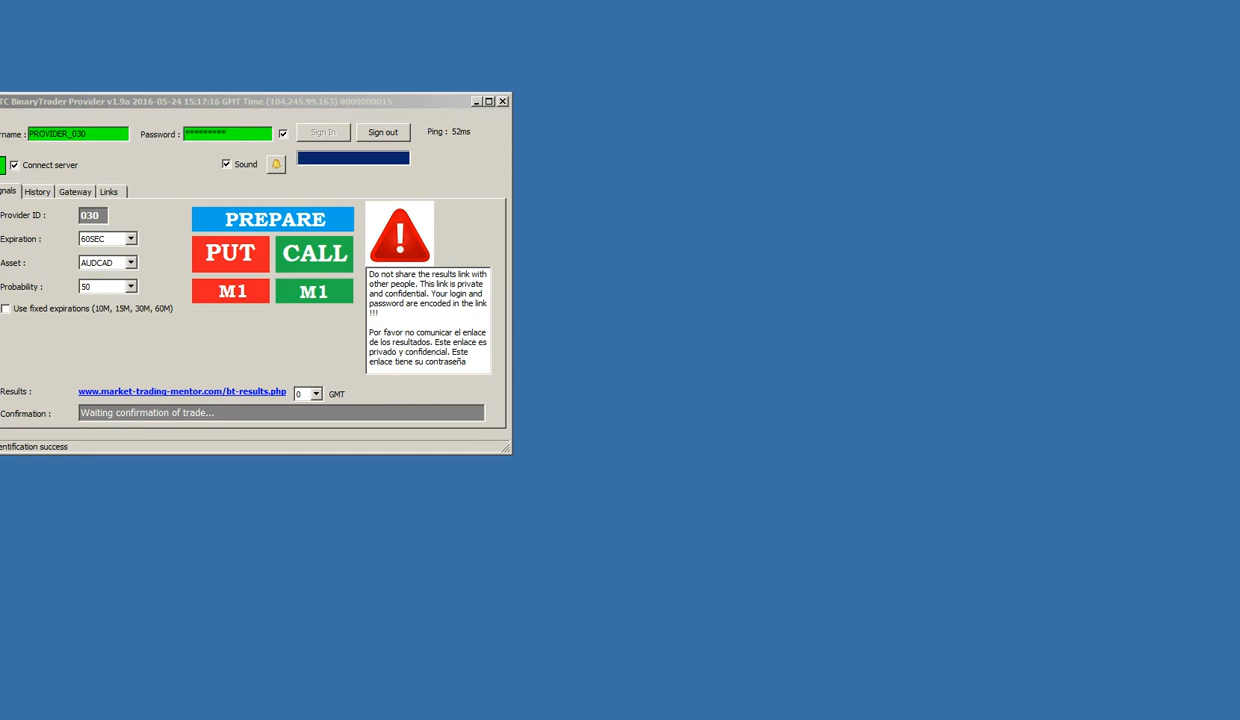 TC BinaryTrader Provider v1.9a 2016-05-24 15:17:16 GMT Time (104.245.99.163) 0000000015
rname : PROVIDER_030 Password : ********* Sign In Sign out Ping : 52ms
Connect server Sound
gnals History Gateway Links
Provider ID : 030
Expiration : 60SEC
Asset : AUDCAD
Probability : 50
Use fixed expirations (10M, 15M, 30M, 60M)
PREPARE
PUT CALL
M1 M1
!
Do not share the results link with
other people. This link is private
and confidential. Your login and
password are encoded in the link
!!!
Por favor no comunicar el enlace
de los resultados. Este enlace es
privado y confidencial. Este
enlace tiene su contraseña
Results : www.market-trading-mentor.com/bt-results.php 0 GMT
Confirmation : Waiting confirmation of trade...
entification success